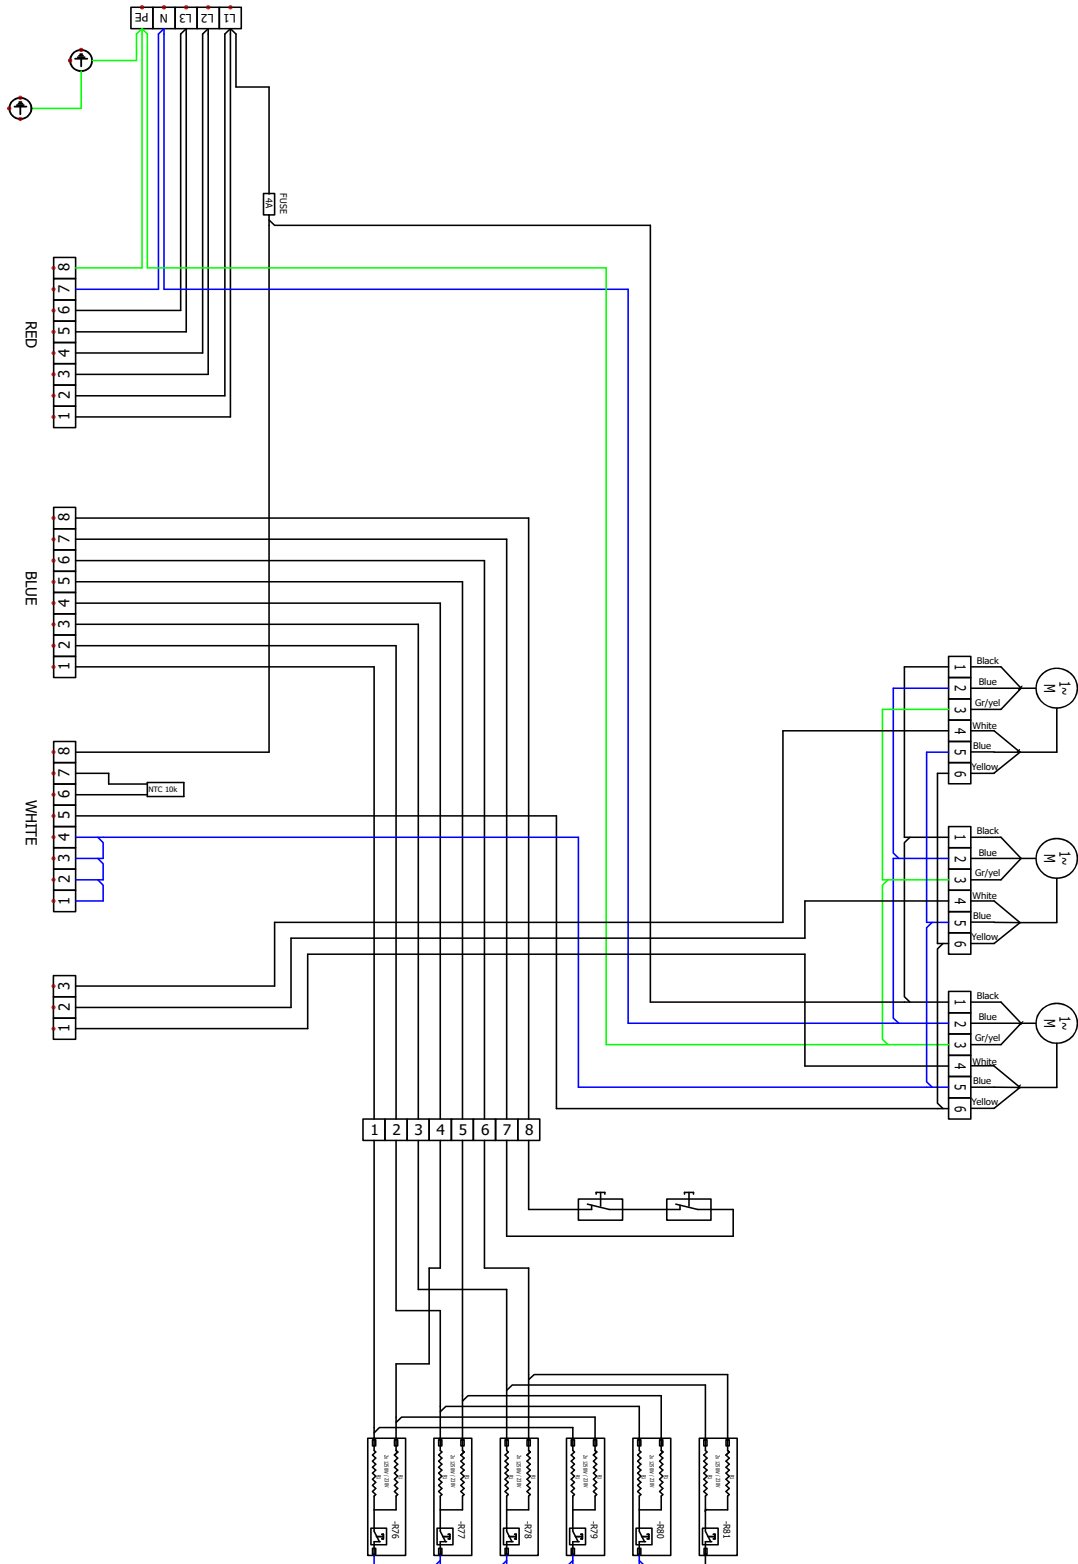 PE N L3 L2 L1
4A
FUSE
8
7
6
5
4
3
2
1
RED
8
7
6
5
4
3
2
1
BLUE
8
7
6
5
4
3
2
1
WHITE
NTC 10k
3
2
1
1 Black
2 Blue
3 Gr/yel
4 White
5 Blue
6 Yellow
1~
M
1 Black
2 Blue
3 Gr/yel
4 White
5 Blue
6 Yellow
1~
M
1 Black
2 Blue
3 Gr/yel
4 White
5 Blue
6 Yellow
1~
M
1 2 3 4 5 6 7 8
-R76
-R77
-R78
-R79
-R80
-R81